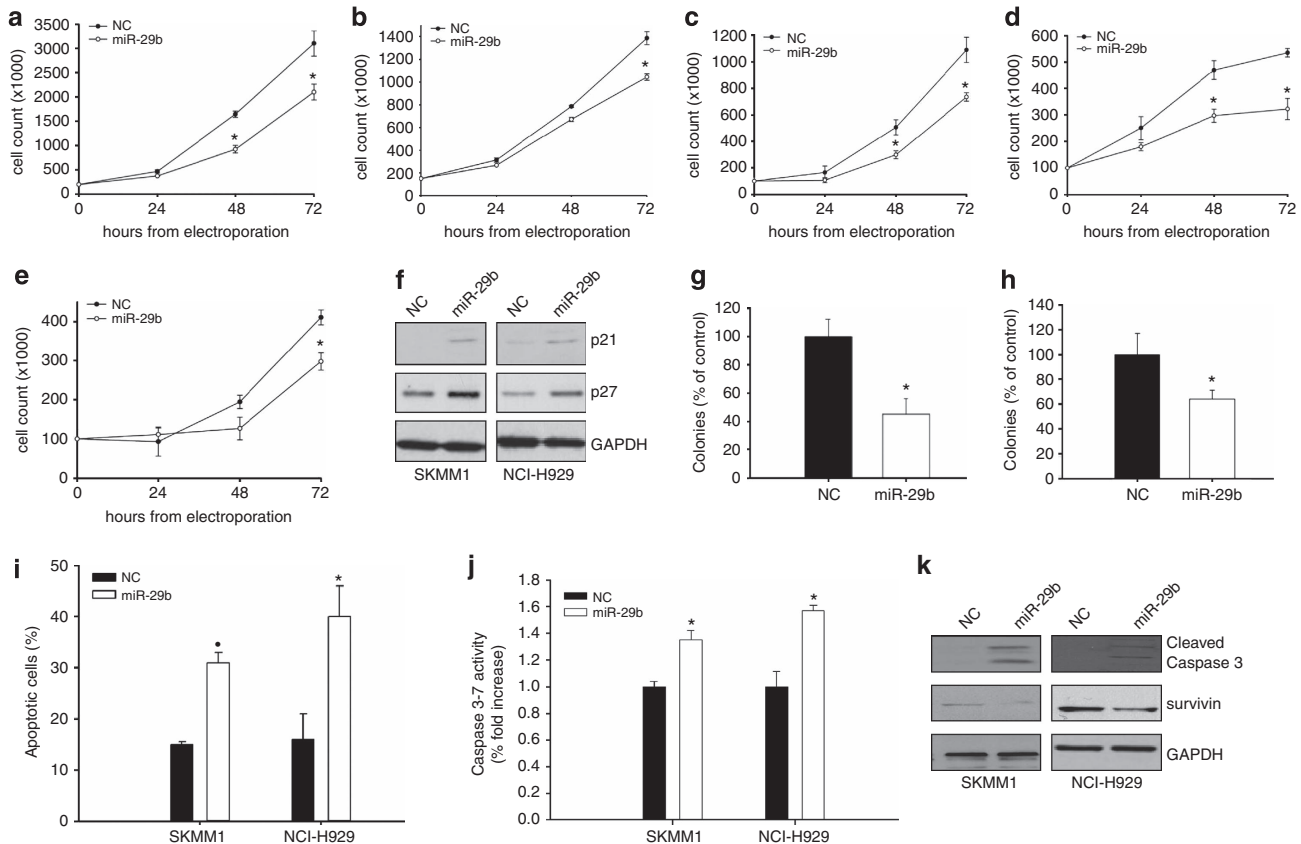 a
NC
miR-29b
cell count (x1000)
3500
3000
2500
2000
1500
1000
500
0
*
*
0 24 48 72
hours from electroporation
b
NC
miR-29b
cell count (x1000)
1400
1200
1000
800
600
400
200
0
*
0 24 48 72
hours from electroporation
c
NC
miR-29b
cell count (x1000)
1200
1000
800
600
400
200
0
*
*
0 24 48 72
hours from electroporation
d
NC
miR-29b
cell count (x1000)
600
500
400
300
200
100
0
*
*
0 24 48 72
hours from electroporation
e
NC
miR-29b
cell count (x1000)
400
300
200
100
0
*
0 24 48 72
hours from electroporation
f
NC miR-29b NC miR-29b
p21
p27
GAPDH
SKMM1 NCI-H929
g
Colonies (% of control)
120
100
80
60
40
20
0
*
NC miR-29b
h
Colonies (% of control)
140
120
100
80
60
40
20
0
*
NC miR-29b
i
NC
miR-29b
Apoptotic cells (%)
50
40
30
20
10
0
*
SKMM1 NCI-H929
j
NC
miR-29b
Caspase 3-7 activity
(% fold increase)
1.8
1.6
1.4
1.2
1.0
0.8
0.6
0.4
0.2
0.0
*
*
SKMM1 NCI-H929
k
NC miR-29b NC miR-29b
Cleaved
Caspase 3
survivin
GAPDH
SKMM1 NCI-H929